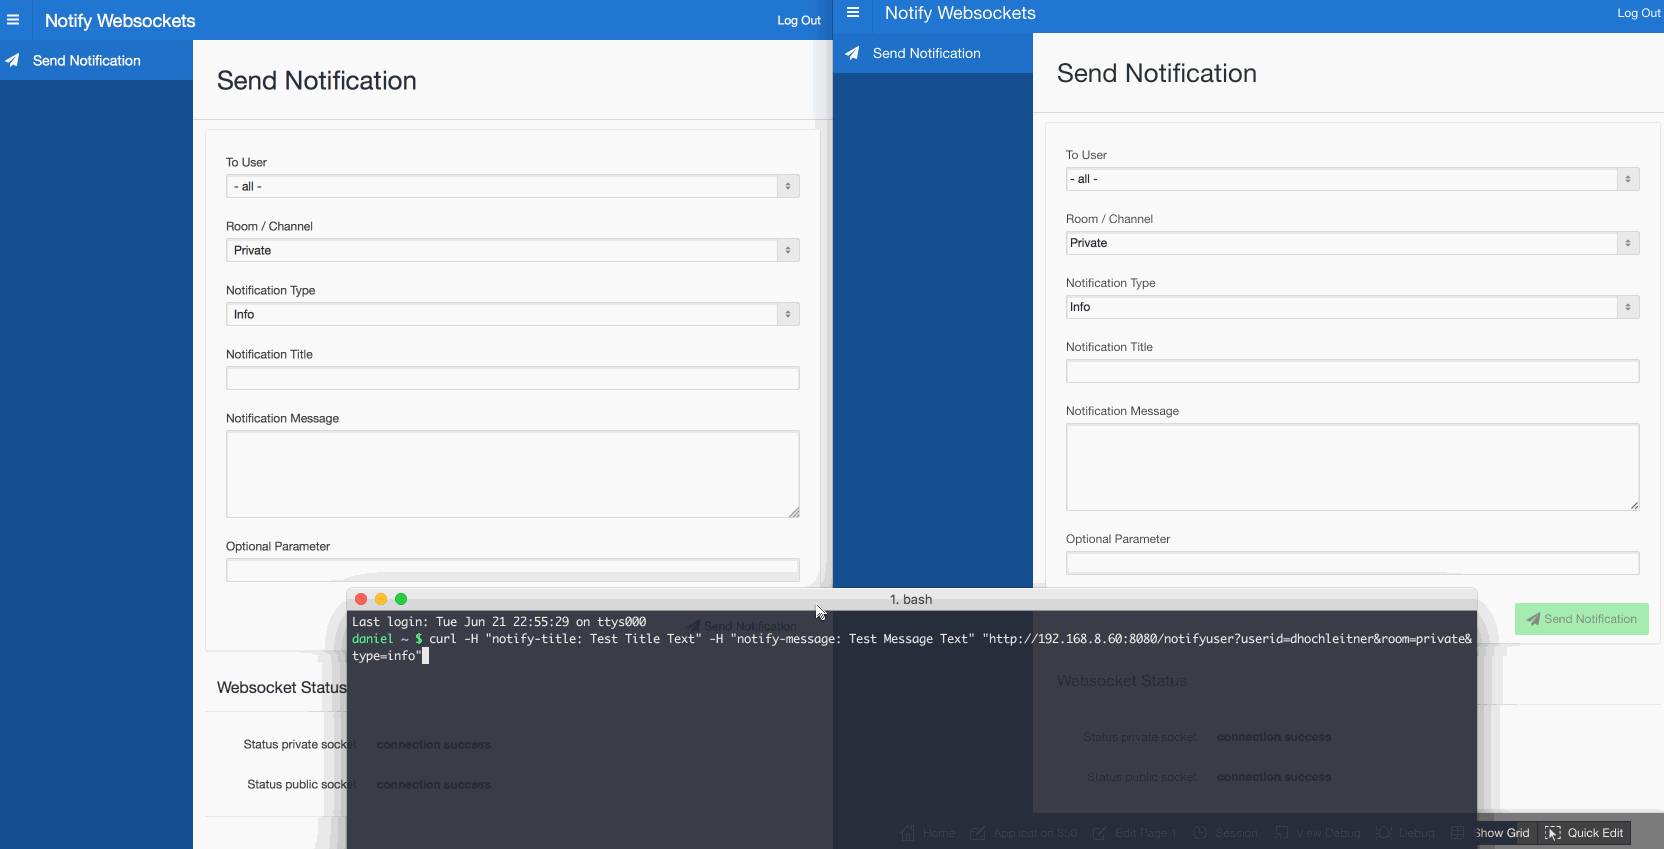 Notify Websockets
Log Out
Send Notification
Send Notification
To User
- all -
Room / Channel
Private
Notification Type
Info
Notification Title
Notification Message
Optional Parameter
Send Notification
Websocket Status
Status private socket connection success
Status public socket connection success
Notify Websockets
Log Out
Send Notification
Send Notification
To User
- all -
Room / Channel
Private
Notification Type
Info
Notification Title
Notification Message
Optional Parameter
Send Notification
Websocket Status
Status private socket connection success
Status public socket connection success
1. bash
Last login: Tue Jun 21 22:55:29 on ttys000
daniel ~ $ curl -H "notify-title: Test Title Text" -H "notify-message: Test Message Text" "http://192.168.8.60:8080/notifyuser?userid=dhochleitner&room=private&
type=info"
Home Application 850 Edit Page 1 Session View Debug Debug Show Grid Quick Edit